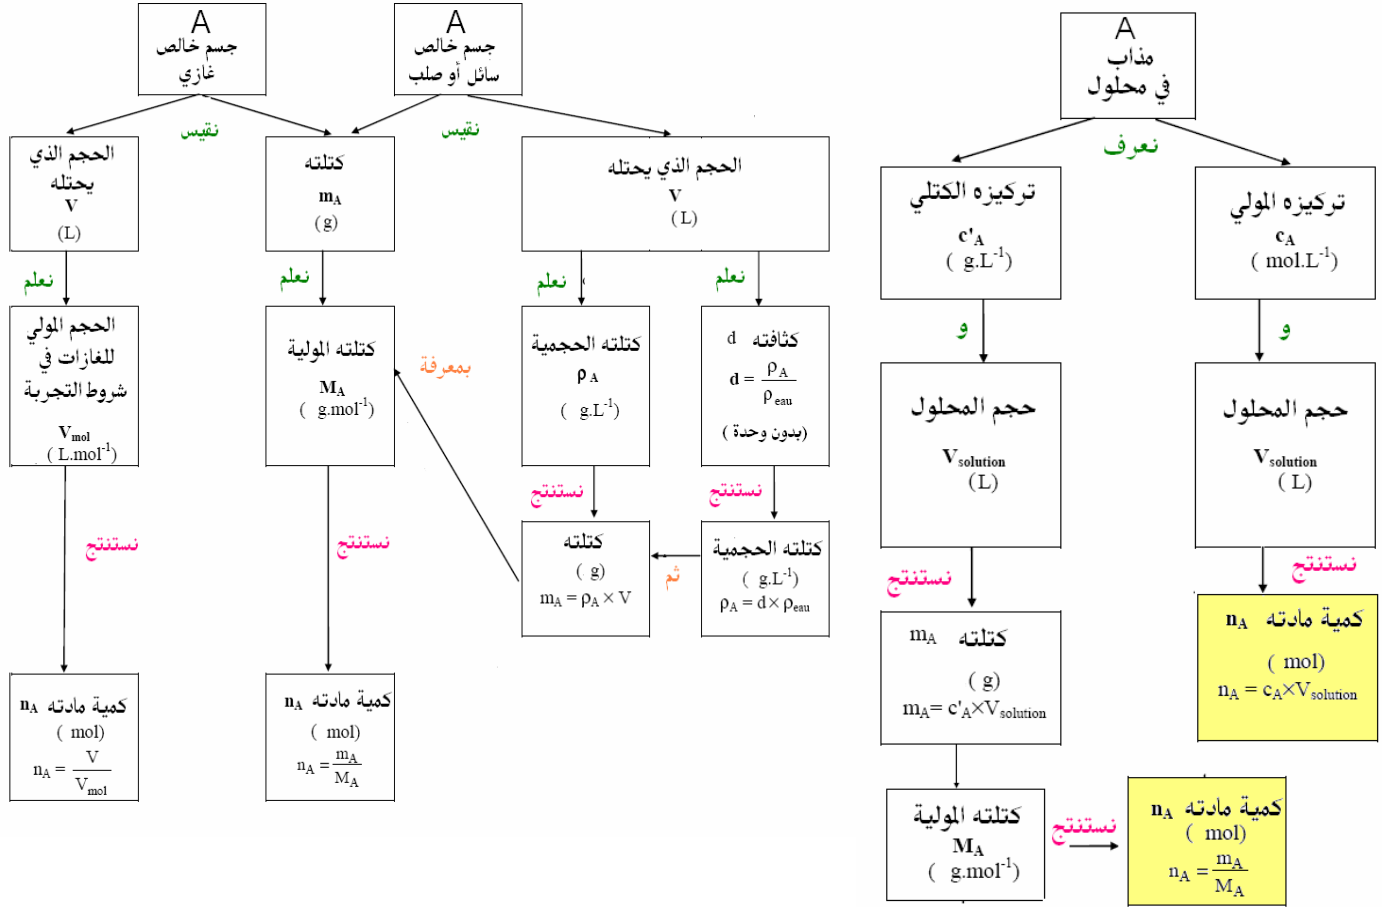 A
جسم خالص
غازي
A
جسم خالص
سائل أو صلب
A
مذاب
في محلول
نقيس
نقيس
نعرف
الحجم الذي
يحتله
V
(L)
كتلته
mA
(g)
الحجم الذي يحتله
V
(L)
تركيزه الكتلي
c'A
( g.L-1)
تركيزه المولي
cA
( mol.L-1)
نعلم
نعلم
نعلم
نعلم
و
و
الحجم المولي
للغازات في
شروط التجربة
Vmol
( L.mol-1)
كتلته المولية
MA
( g.mol-1)
كتلته الحجمية
ρA
( g.L-1)
كثافته d
d = ρA / ρeau
(بدون وحدة )
بمعرفة
حجم المحلول
Vsolution
(L)
حجم المحلول
Vsolution
( L)
نستنتج
نستنتج
نستنتج
نستنتج
نستنتج
نستنتج
كتلته
( g)
mA = ρA × V
ثم
كتلته الحجمية
( g.L-1)
ρA = d× ρeau
كمية مادته nA
( mol)
nA = V / Vmol
كمية مادته nA
( mol)
nA = mA / MA
كتلته mA
( g)
mA= c'A×Vsolution
كمية مادته nA
( mol)
nA = cA×Vsolution
كتلته المولية
MA
( g.mol-1)
نستنتج
كمية مادته nA
( mol)
nA = mA / MA